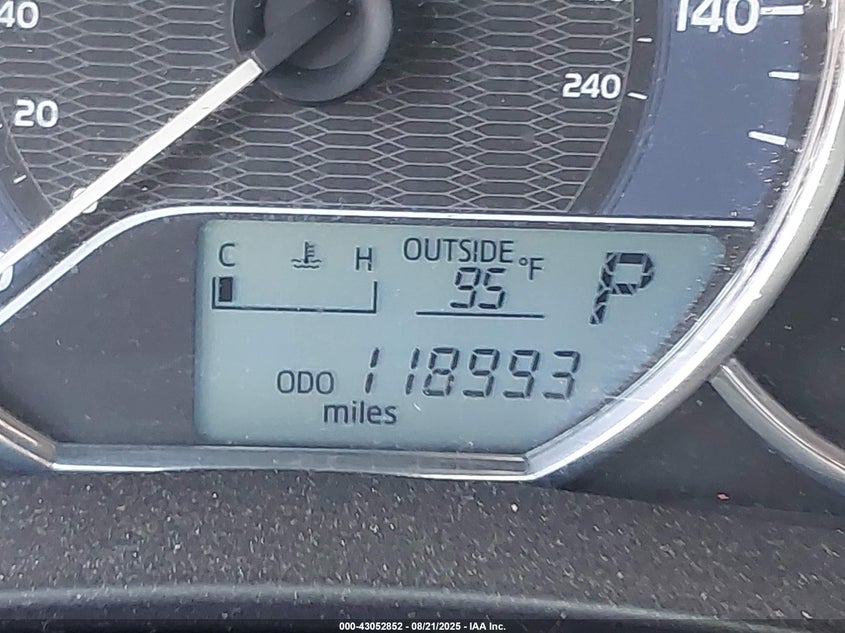 40
140
20
240
C H OUTSIDE °F P
95
ODO 118993
miles
000-43052852 - 08/21/2025 - IAA Inc.